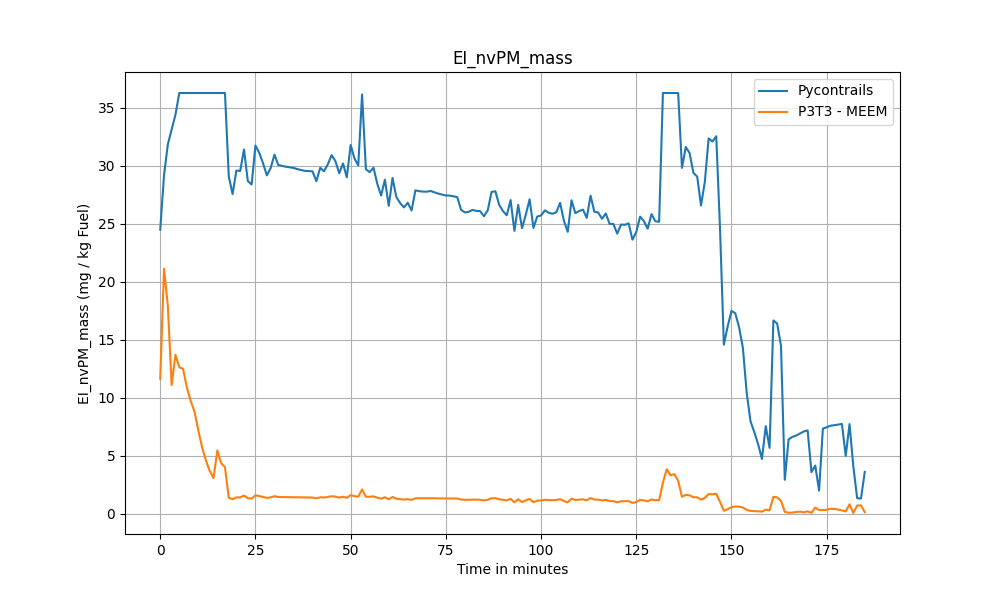 EI_nvPM_mass
EI_nvPM_mass (mg / kg Fuel)
35
30
25
20
15
10
5
0
Pycontrails
P3T3 - MEEM
0 25 50 75 100 125 150 175
Time in minutes